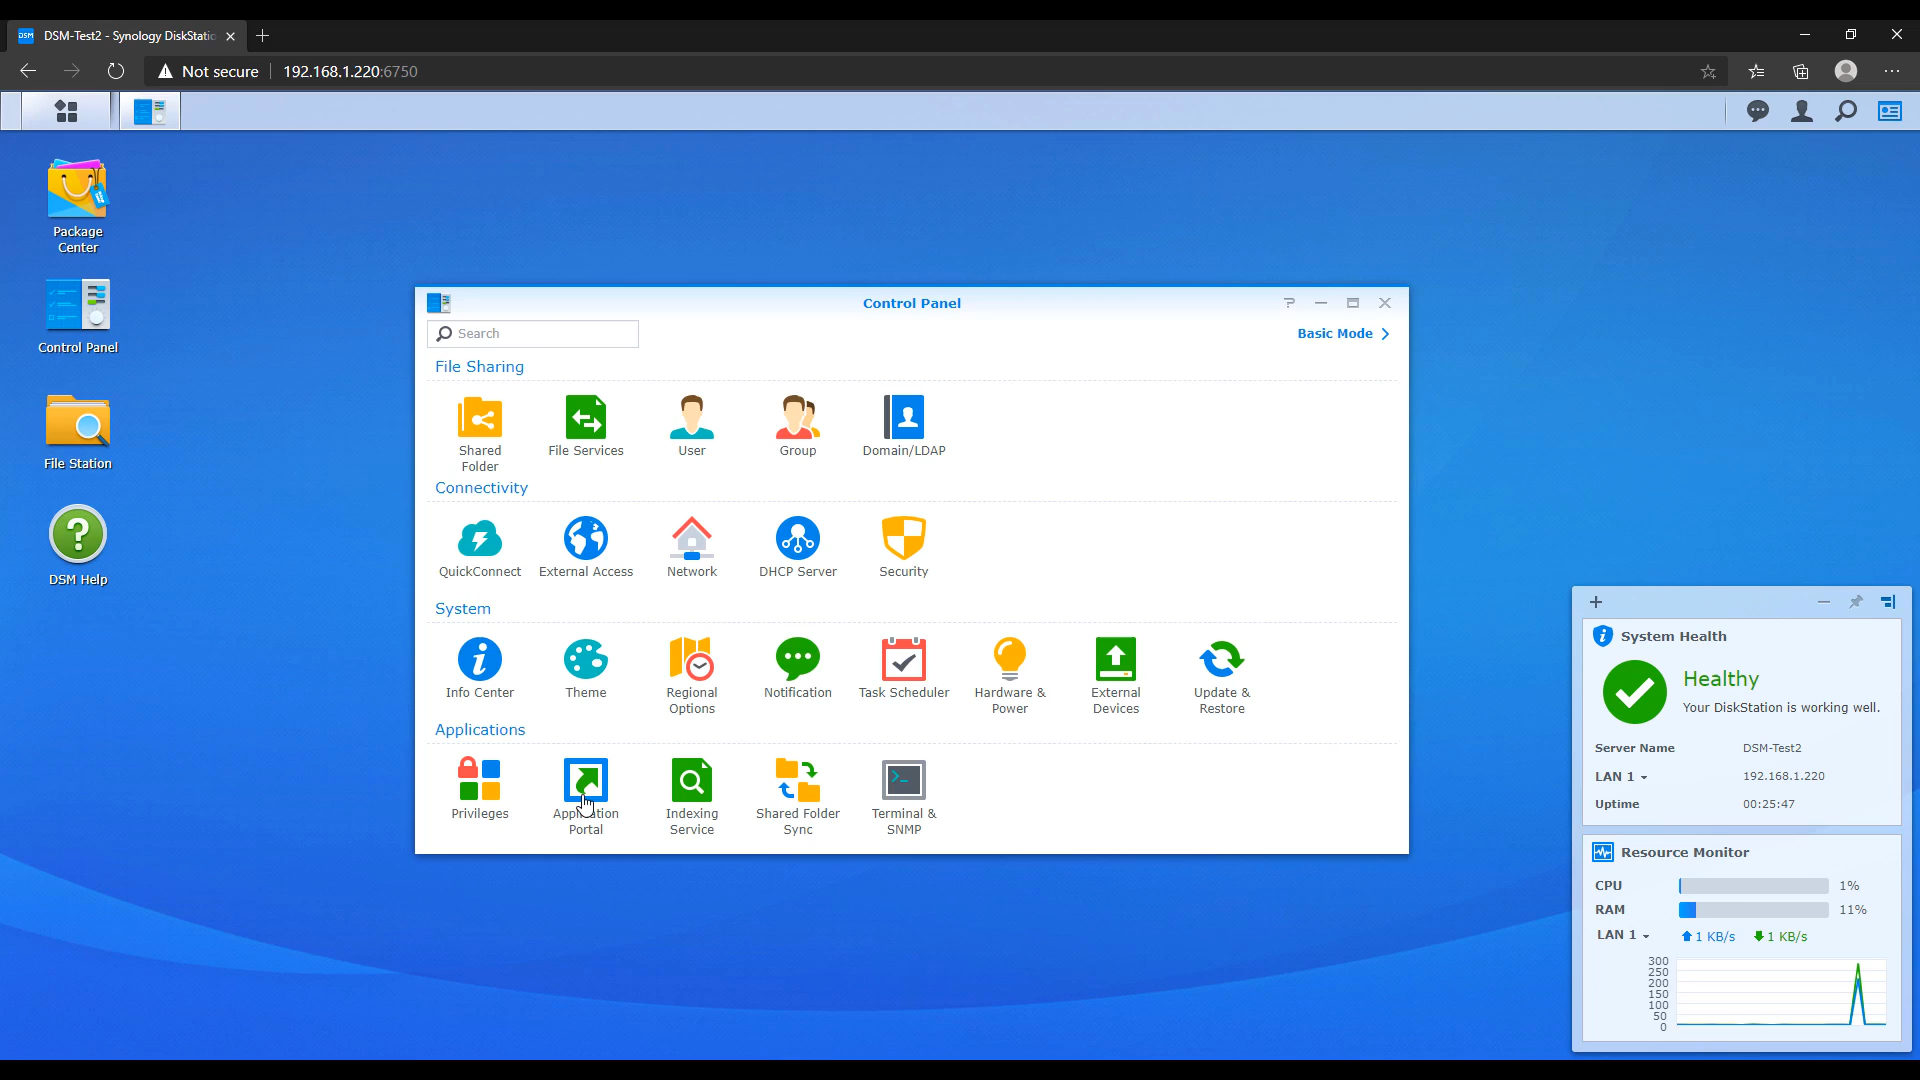 DSM-Test2 - Synology DiskStatio
Not secure
192.168.1.220:6750
Package
Center
Control Panel
File Station
DSM Help
Control Panel
Search
Basic Mode
File Sharing
Shared
Folder
File Services
User
Group
Domain/LDAP
Connectivity
QuickConnect
External Access
Network
DHCP Server
Security
System
Info Center
Theme
Regional
Options
Notification
Task Scheduler
Hardware &
Power
External
Devices
Update &
Restore
Applications
Privileges
Application
Portal
Indexing
Service
Shared Folder
Sync
Terminal &
SNMP
System Health
Healthy
Your DiskStation is working well.
Server Name DSM-Test2
LAN 1 192.168.1.220
Uptime 00:25:47
Resource Monitor
CPU 1%
RAM 11%
LAN 1 1 KB/s 1 KB/s
300
250
200
150
100
50
0